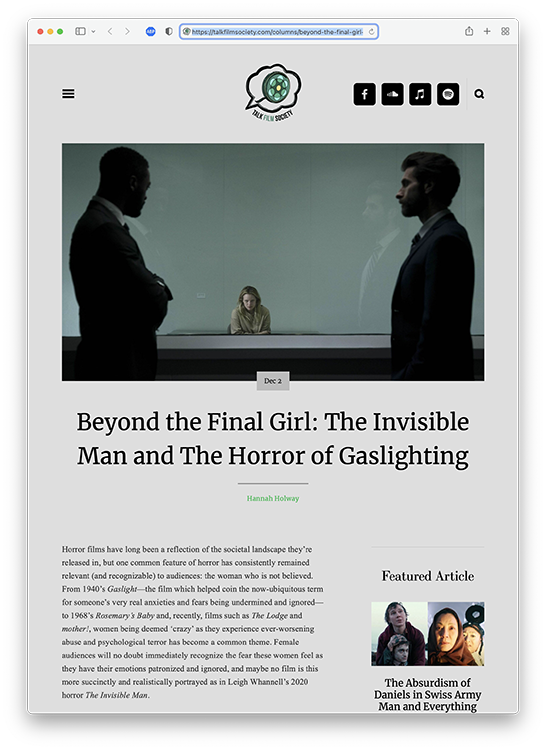 https://talkfilmsociety.com/columns/beyond-the-final-girl-
TALK FILM SOCIETY
Dec 2
Beyond the Final Girl: The Invisible
Man and The Horror of Gaslighting
Hannah Holway
Horror films have long been a reflection of the societal landscape they’re
released in, but one common feature of horror has consistently remained
relevant (and recognizable) to audiences: the woman who is not believed.
From 1940’s Gaslight—the film which helped coin the now-ubiquitous term
for someone’s very real anxieties and fears being undermined and ignored—
to 1968’s Rosemary’s Baby and, recently, films such as The Lodge and
mother!, women being deemed ‘crazy’ as they experience ever-worsening
abuse and psychological terror has become a common theme. Female
audiences will no doubt immediately recognize the fear these women feel as
they have their emotions patronized and ignored, and maybe no film is this
more succinctly and realistically portrayed as in Leigh Whannell’s 2020
horror The Invisible Man.
Featured Article
The Absurdism of
Daniels in Swiss Army
Man and Everything